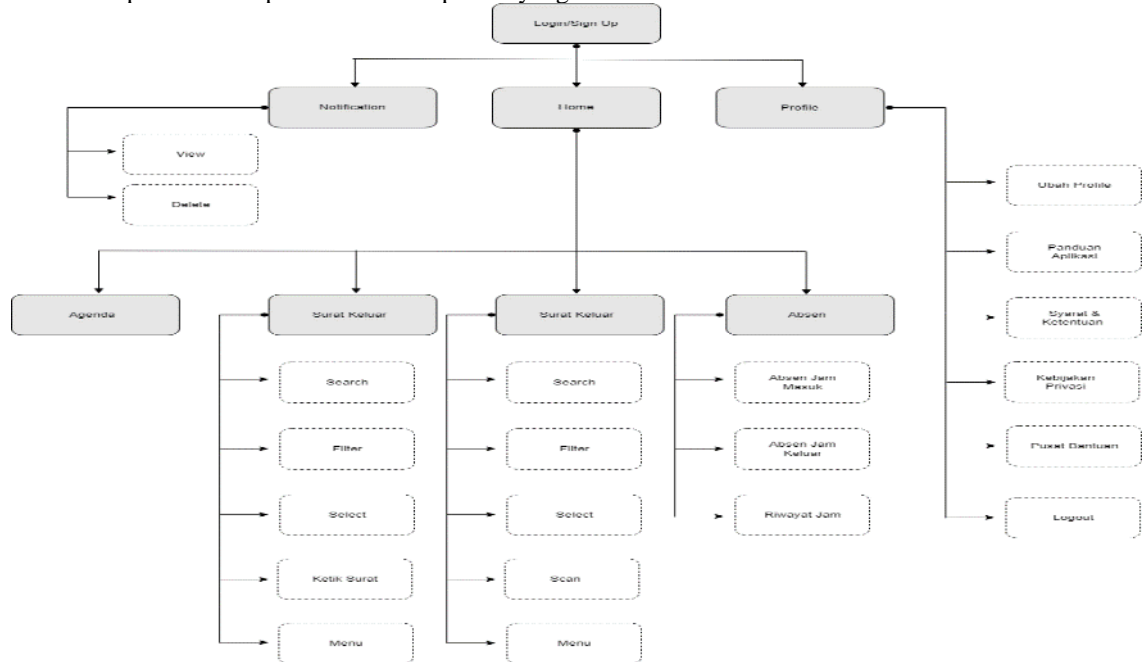 Login/Sign Up
Notification
Home
Profile
View
Delete
Ubah Profile
Panduan
Aplikasi
Syarat &
Ketentuan
Kebijakan
Privasi
Pusat Bantuan
Logout
Agenda
Surat Keluar
Surat Keluar
Absen
Search
Filter
Select
Ketik Surat
Menu
Search
Filter
Select
Scan
Menu
Absen Jam
Masuk
Absen Jam
Keluar
Riwayat Jam